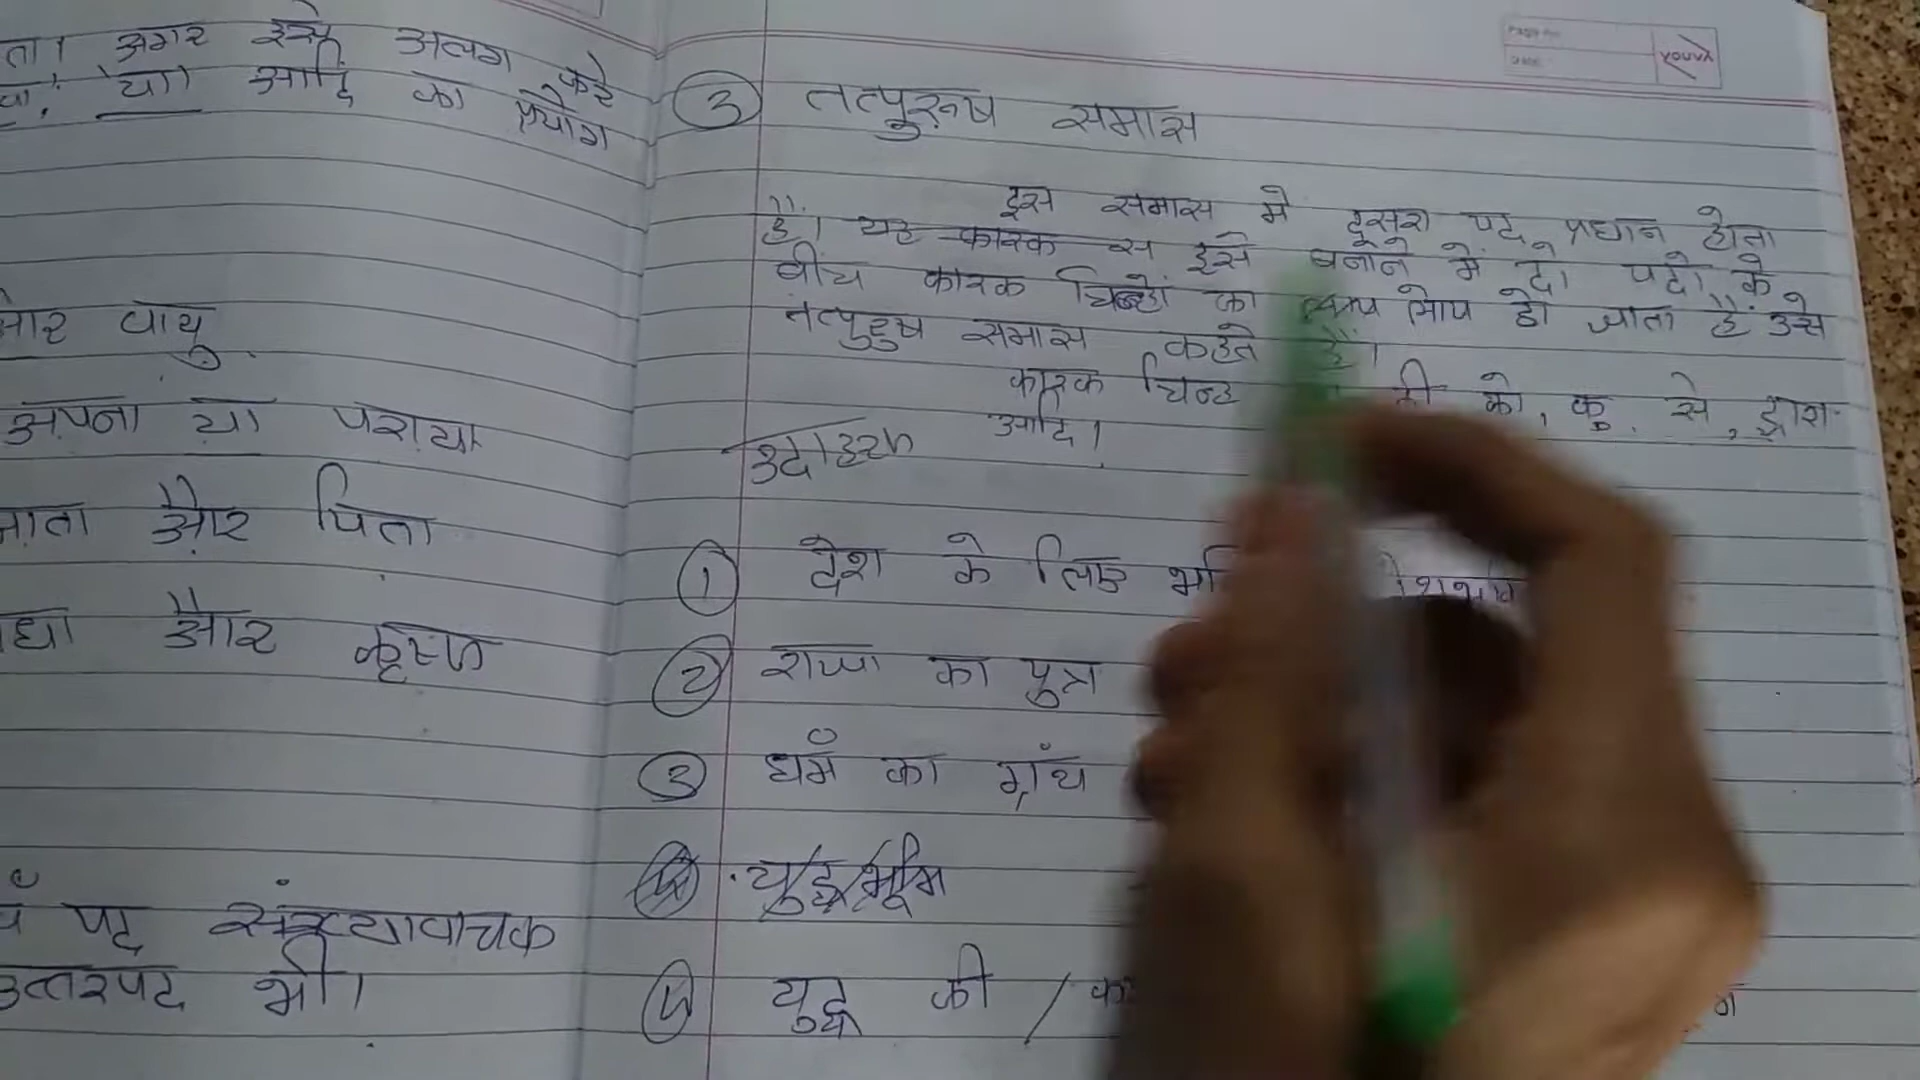 ता। अगर इसे अलग करे
या! या। आदि का प्रयोग
और वायु
अपना या पराया
माता और पिता
राधा और कृष्ण
पद संख्यावाचक
उत्तरपद भी।
③ तत्पुरुष समास
इस समास मे दूसरा पद प्रधान होता
है। यह कारक स इसे बनाने में दो पदो के
बीच कारक चिन्हों का लोप हो जाता है उसे
तत्पुरुष समास कहते है।
कारक चिन्ह की को, कू, से, द्वारा
आदि।
उदाहरण
① देश के लिए
② राजा का पुत्र
③ धर्म का ग्रंथ
युद्ध/भूमि
युद्ध की /
YOUVA